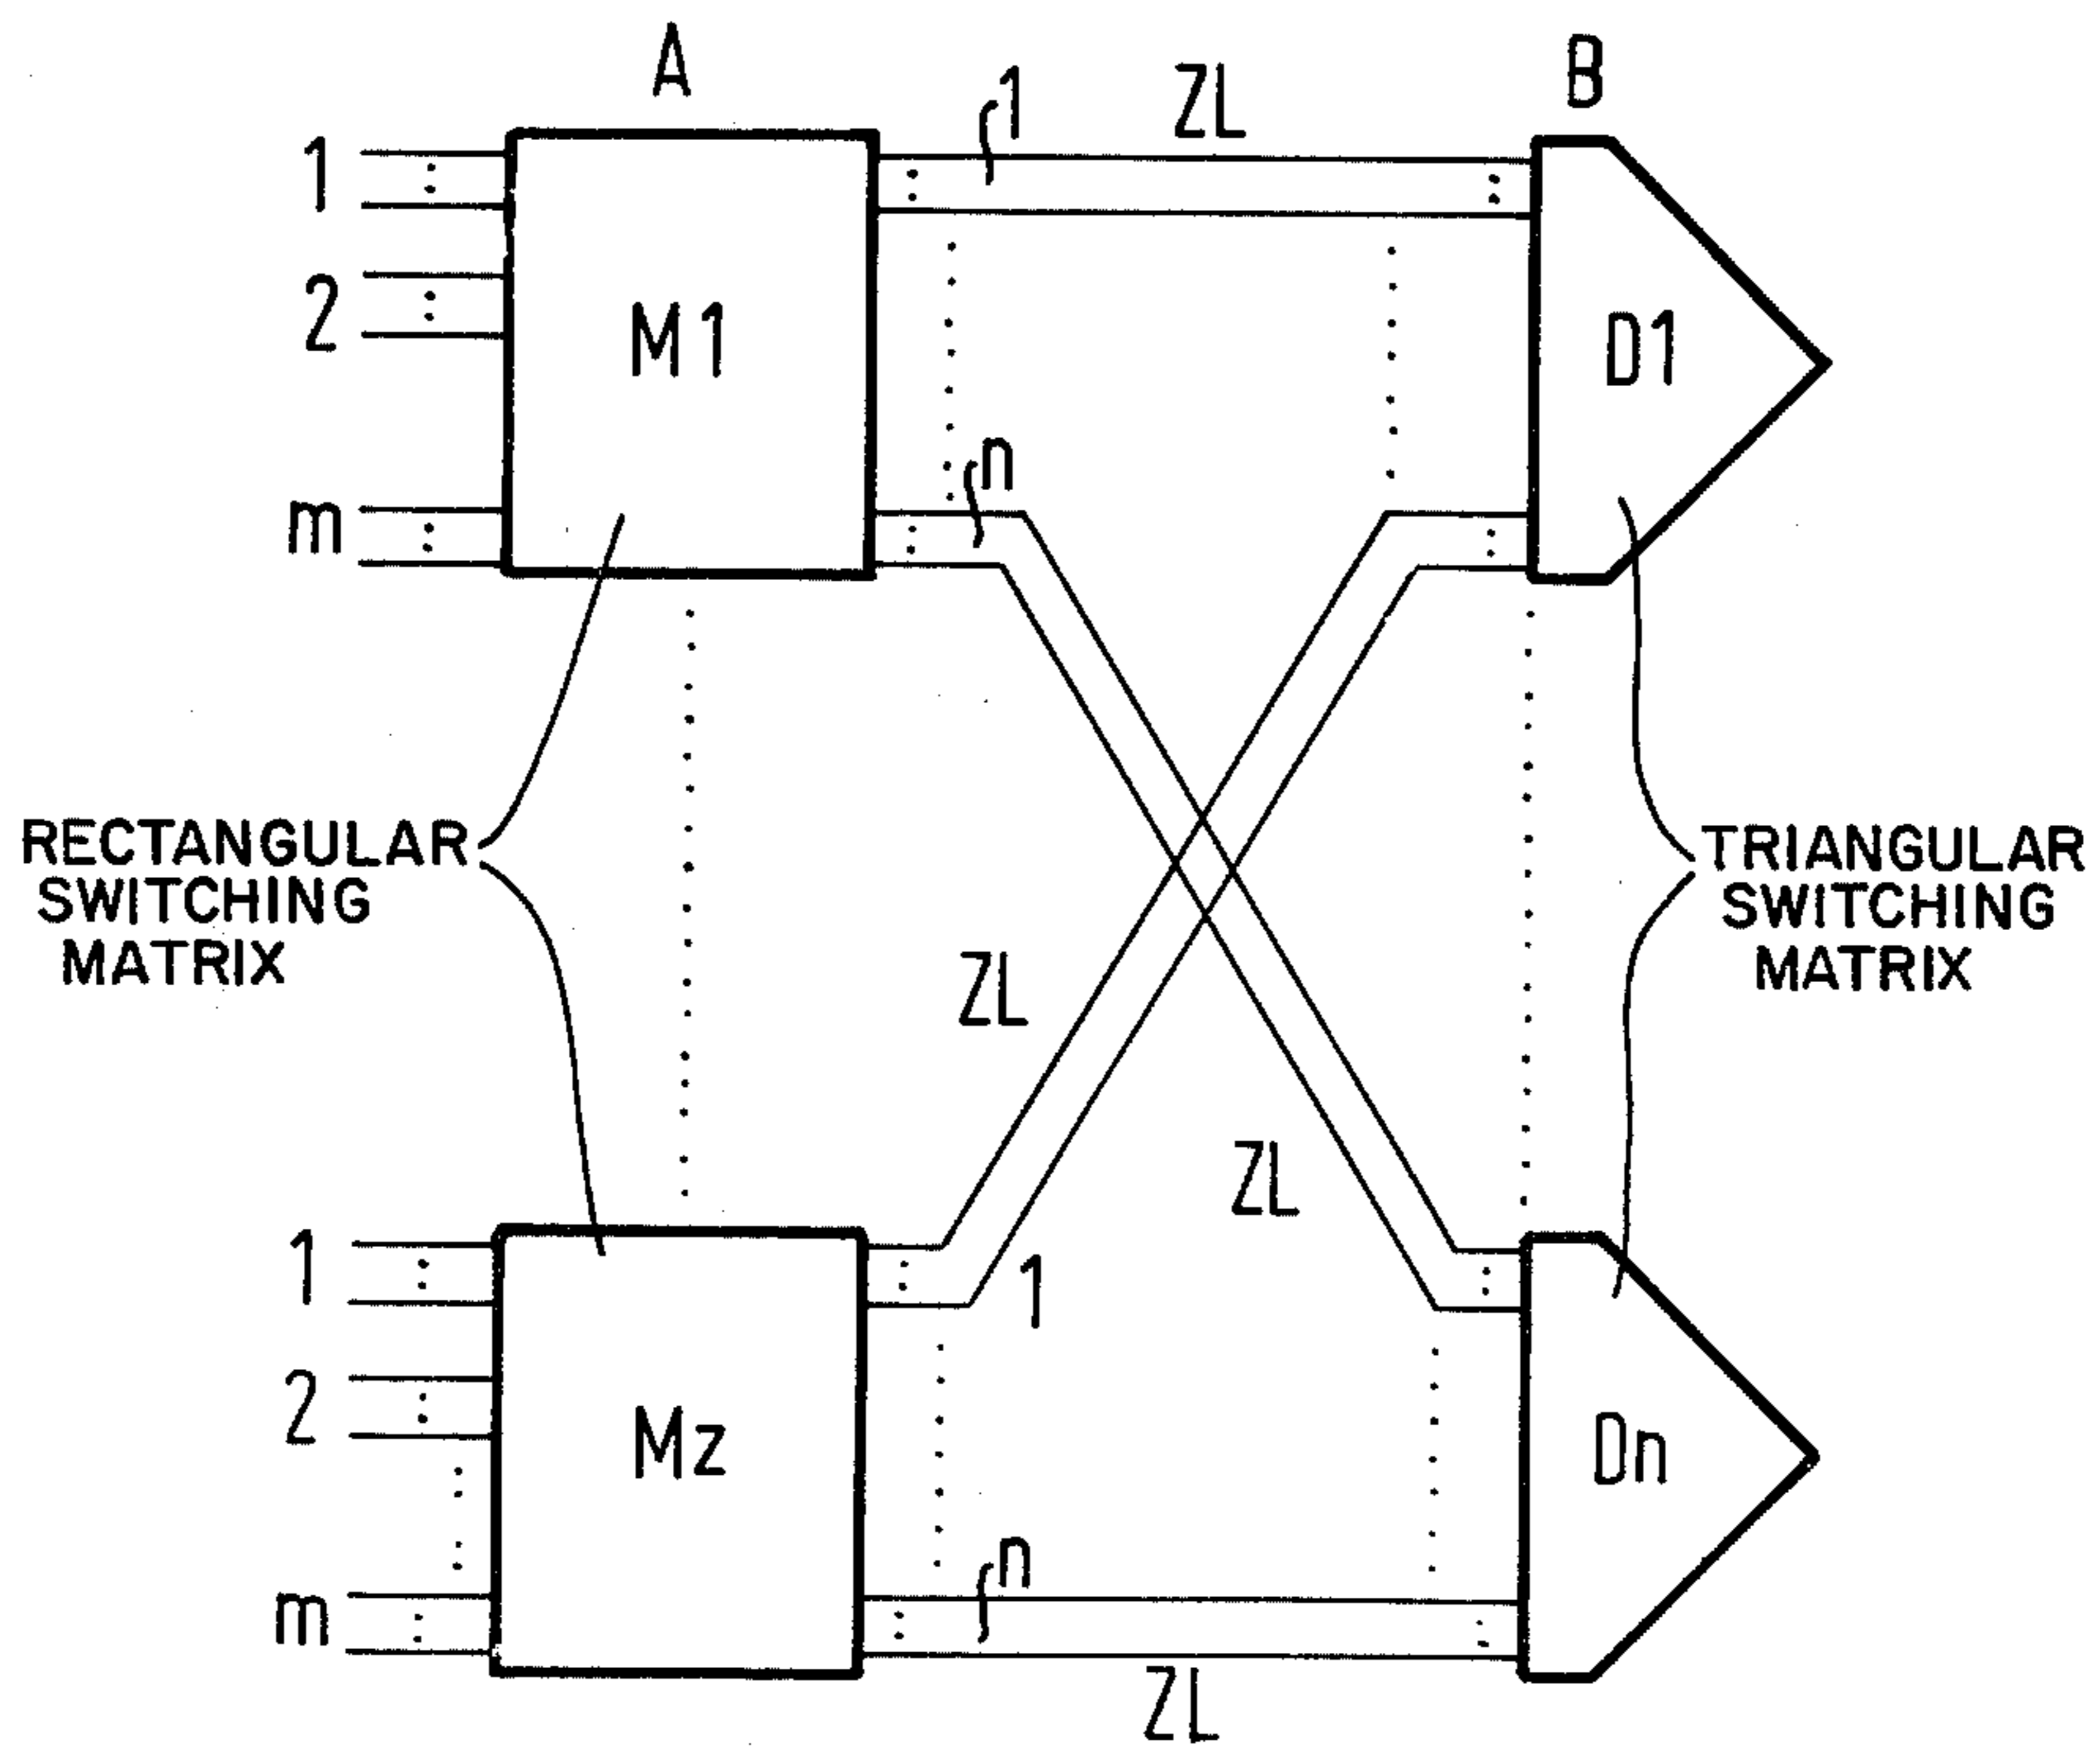 A
B
1
1
ZL
2
M1
D1
n
m
RECTANGULAR
SWITCHING
MATRIX
TRIANGULAR
SWITCHING
MATRIX
ZL
ZL
1
1
2
Mz
Dn
n
m
ZL